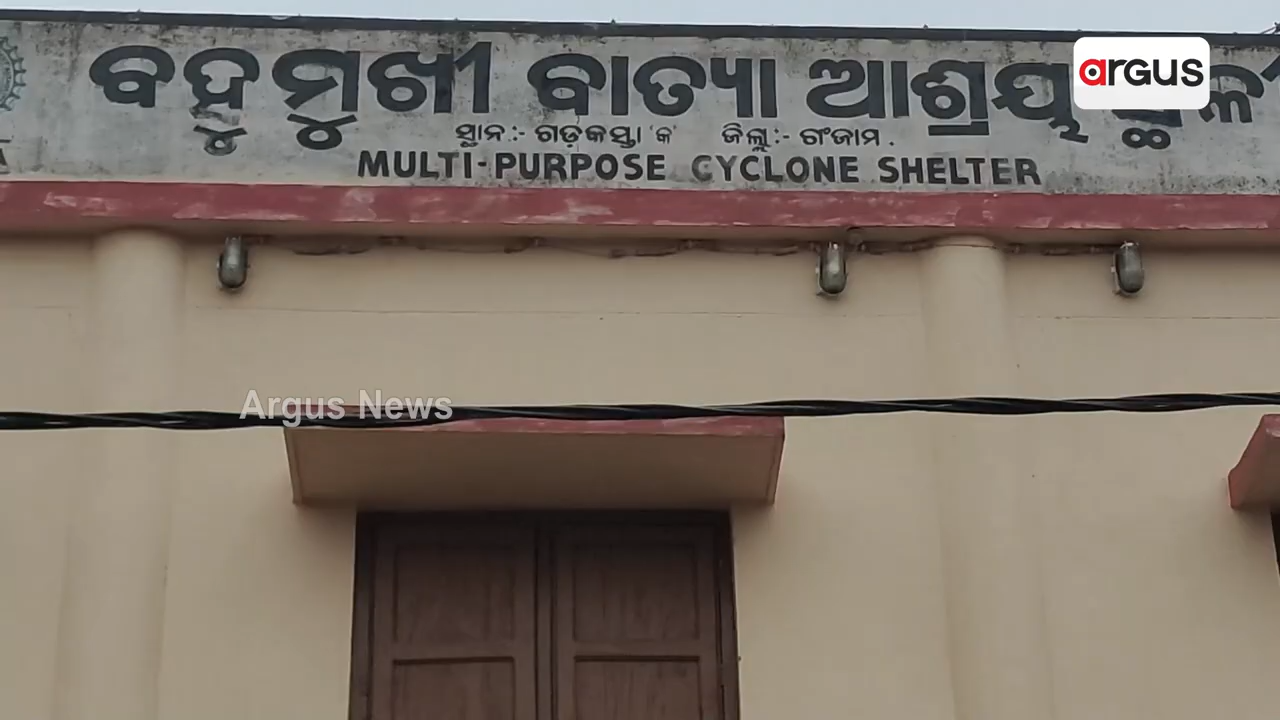 ବହୁମୁଖୀ ବାତ୍ୟା ଆଶ୍ରୟସ୍ଥଳୀ
argus
ସ୍ଥାନ:- ଗଡ଼କସ୍ତା 'କ' ଜିଲ୍ଲା:- ଗଂଜାମ.
MULTI-PURPOSE CYCLONE SHELTER
Argus News